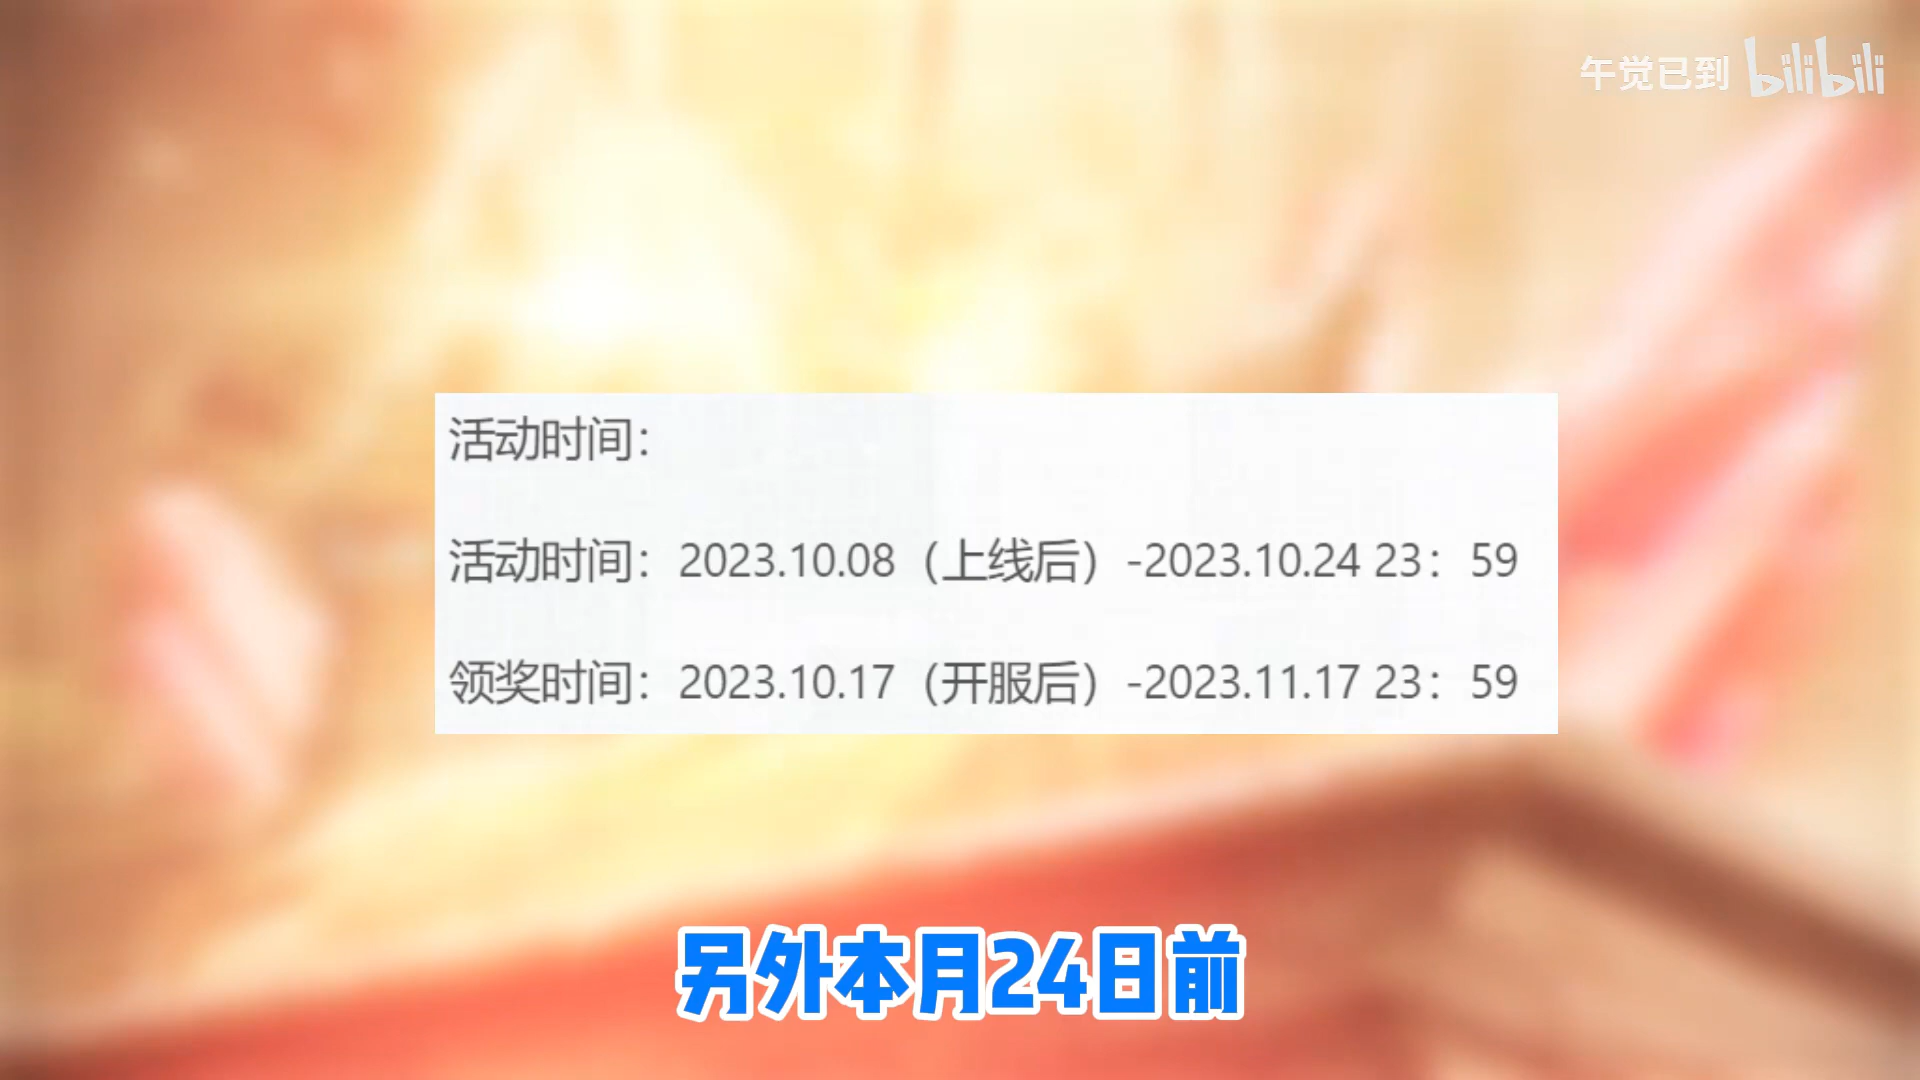 午觉已到 bilibili
活动时间：
活动时间：2023.10.08（上线后）-2023.10.24 23：59
领奖时间：2023.10.17（开服后）-2023.11.17 23：59
另外本月24日前